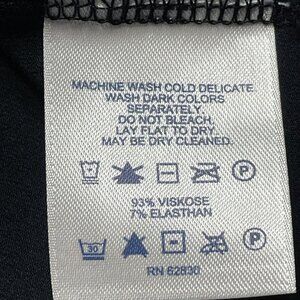 MACHINE WASH COLD DELICATE.
WASH DARK COLORS
SEPARATELY.
DO NOT BLEACH.
LAY FLAT TO DRY.
MAY BE DRY CLEANED.
P
93% VISKOSE
7% ELASTHAN
30 P
RN 62830